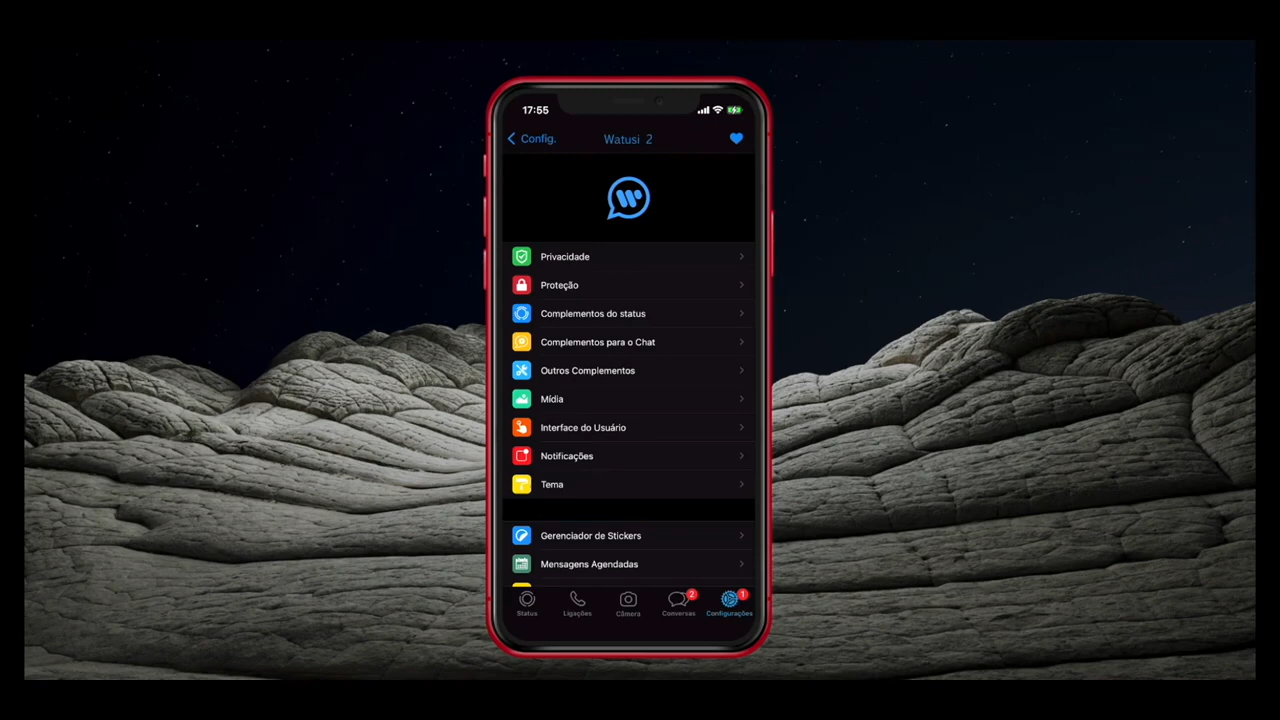 17:55
Config.
Watusi 2
Privacidade
Proteção
Complementos do status
Complementos para o Chat
Outros Complementos
Mídia
Interface do Usuário
Notificações
Tema
Gerenciador de Stickers
Mensagens Agendadas
2
1
Status
Ligações
Câmera
Conversas
Configurações